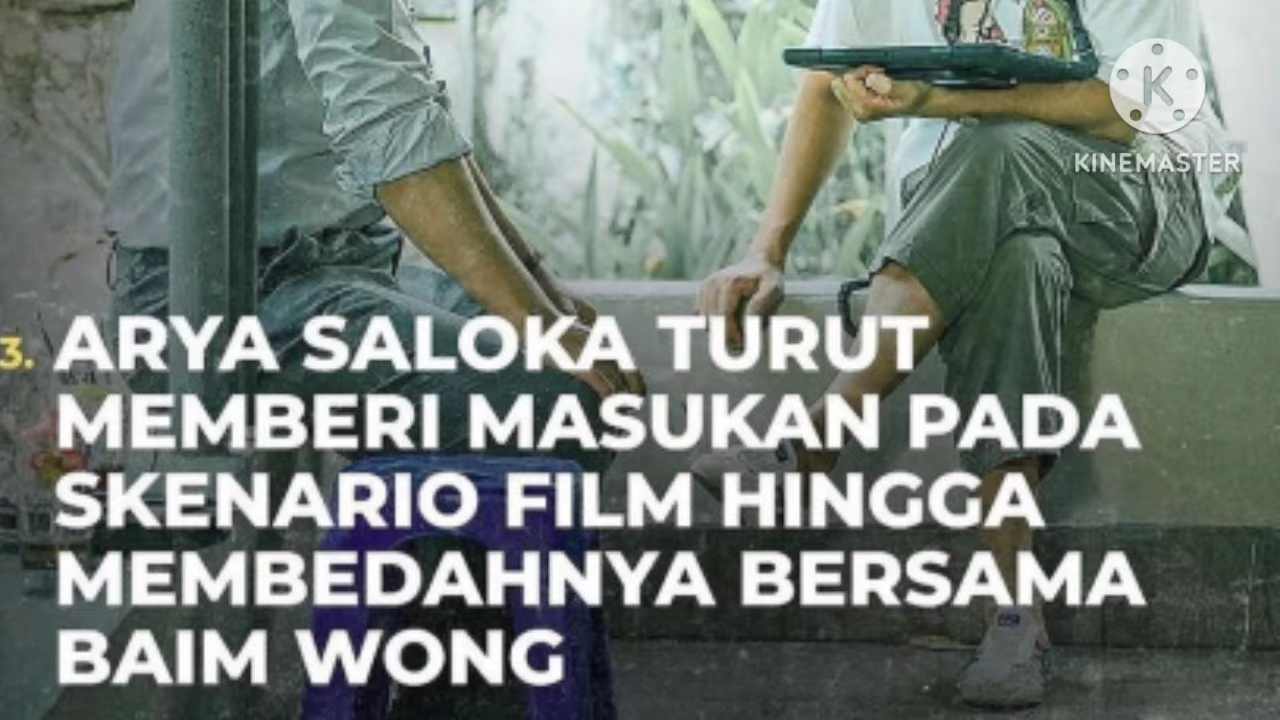 K
KINEMASTER
3. ARYA SALOKA TURUT
MEMBERI MASUKAN PADA
SKENARIO FILM HINGGA
MEMBEDAHNYA BERSAMA
BAIM WONG